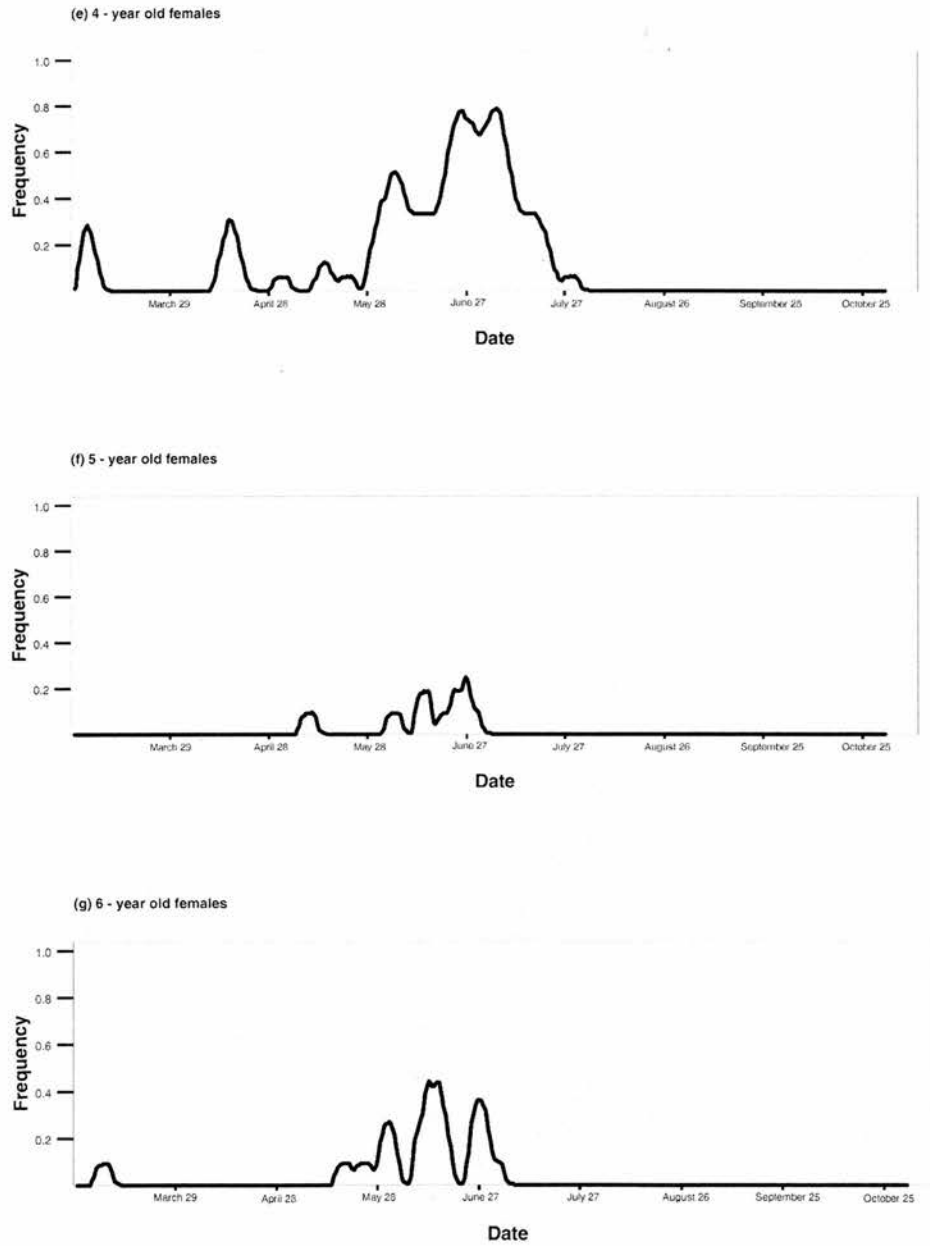 (e) 4 - year old females
1.0
0.8
0.6
0.4
0.2
Frequency
March 29 April 28 May 28 June 27 July 27 August 26 September 25 October 25
Date
(f) 5 - year old females
1.0
0.8
0.6
0.4
0.2
Frequency
March 29 April 28 May 28 June 27 July 27 August 26 September 25 October 25
Date
(g) 6 - year old females
1.0
0.8
0.6
0.4
0.2
Frequency
March 29 April 28 May 28 June 27 July 27 August 26 September 25 October 25
Date